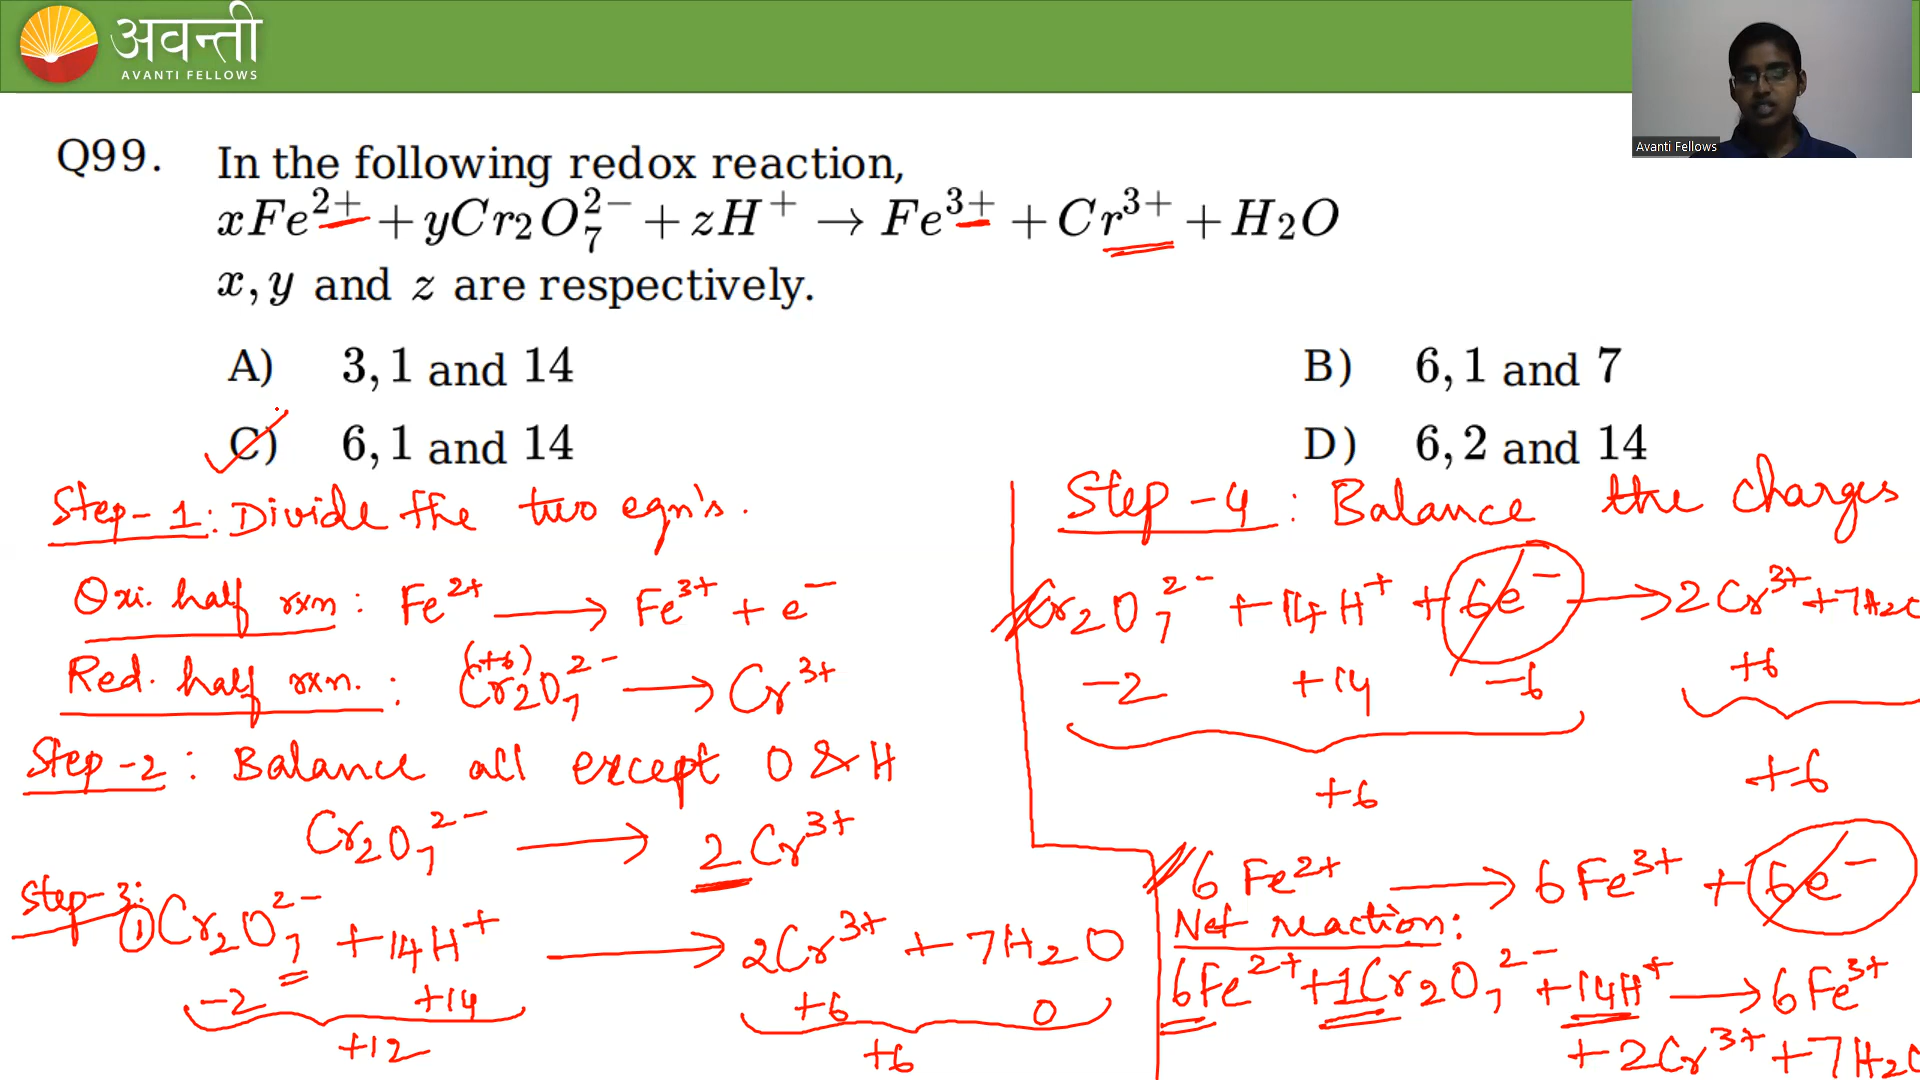 अवन्ती
AVANTI FELLOWS
Avanti Fellows
Q99. In the following redox reaction,
xFe²⁺ + yCr₂O₇²⁻ + zH⁺ → Fe³⁺ + Cr³⁺ + H₂O
x, y and z are respectively.
A) 3, 1 and 14
B) 6, 1 and 7
C) 6, 1 and 14
D) 6, 2 and 14
Step-1: Divide the two eqn's.
Oxi. half rxn: Fe²⁺ → Fe³⁺ + e⁻
(+6)
Red. half rxn.: Cr₂O₇²⁻ → Cr³⁺
Step-2: Balance all except O & H
Cr₂O₇²⁻ → 2Cr³⁺
Step-3:
① Cr₂O₇²⁻ + 14H⁺ → 2Cr³⁺ + 7H₂O
-2 +14 +6 0
+12 +6
Step-4: Balance the charges
Cr₂O₇²⁻ + 14H⁺ + 6e⁻ → 2Cr³⁺ + 7H₂O
-2 +14 -6 +6
+6 +6
6Fe²⁺ → 6Fe³⁺ + 6e⁻
Net reaction:
6Fe²⁺ + 1Cr₂O₇²⁻ + 14H⁺ → 6Fe³⁺
+ 2Cr³⁺ + 7H₂O